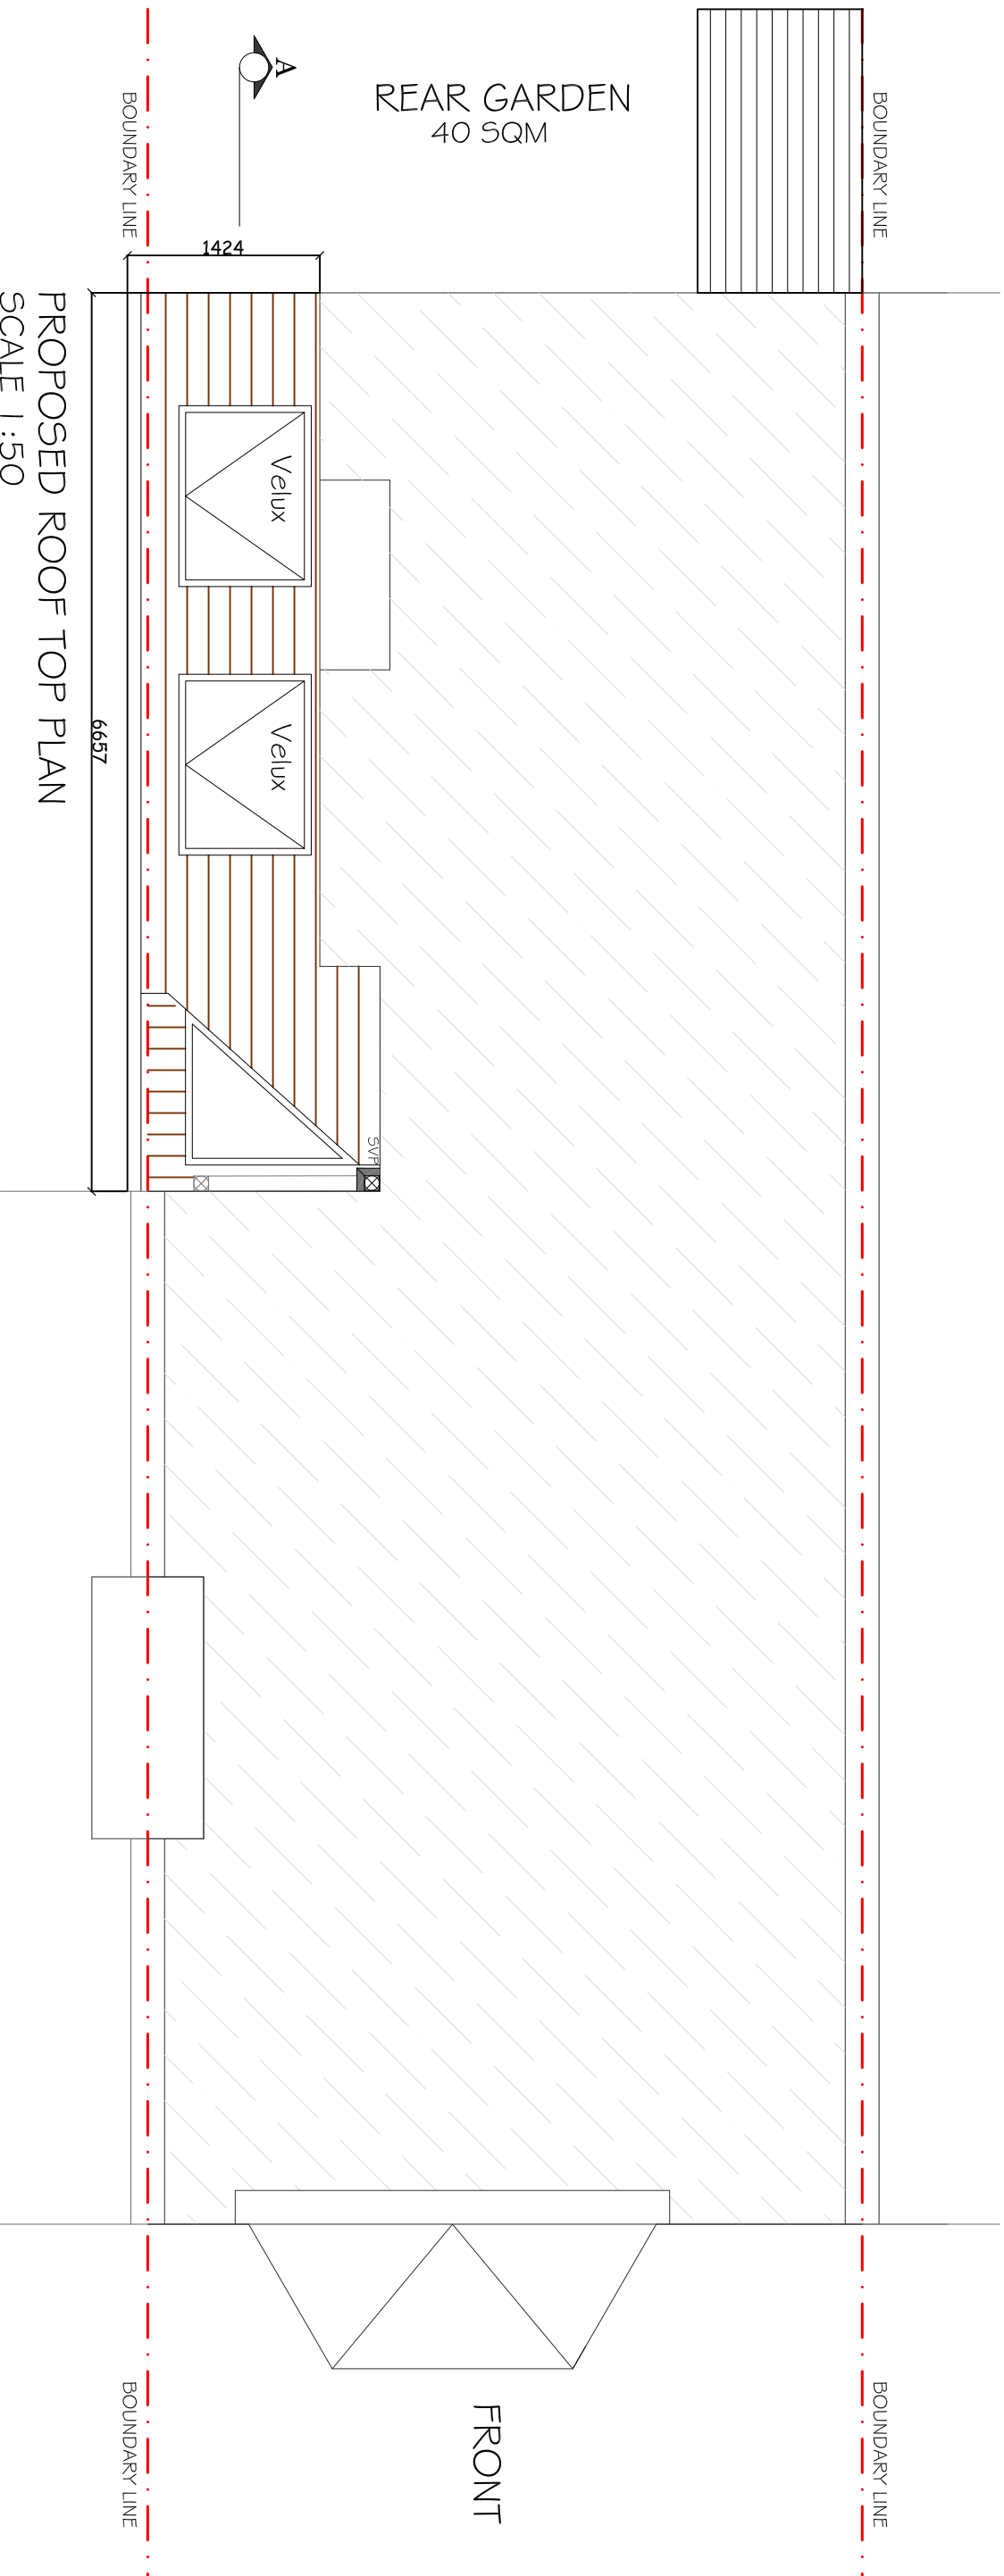 A
REAR GARDEN
40 SQM
BOUNDARY LINE
BOUNDARY LINE
1424
Velux
Velux
6657
SVP
PROPOSED ROOF TOP PLAN
SCALE 1:50
FRONT
BOUNDARY LINE
BOUNDARY LINE